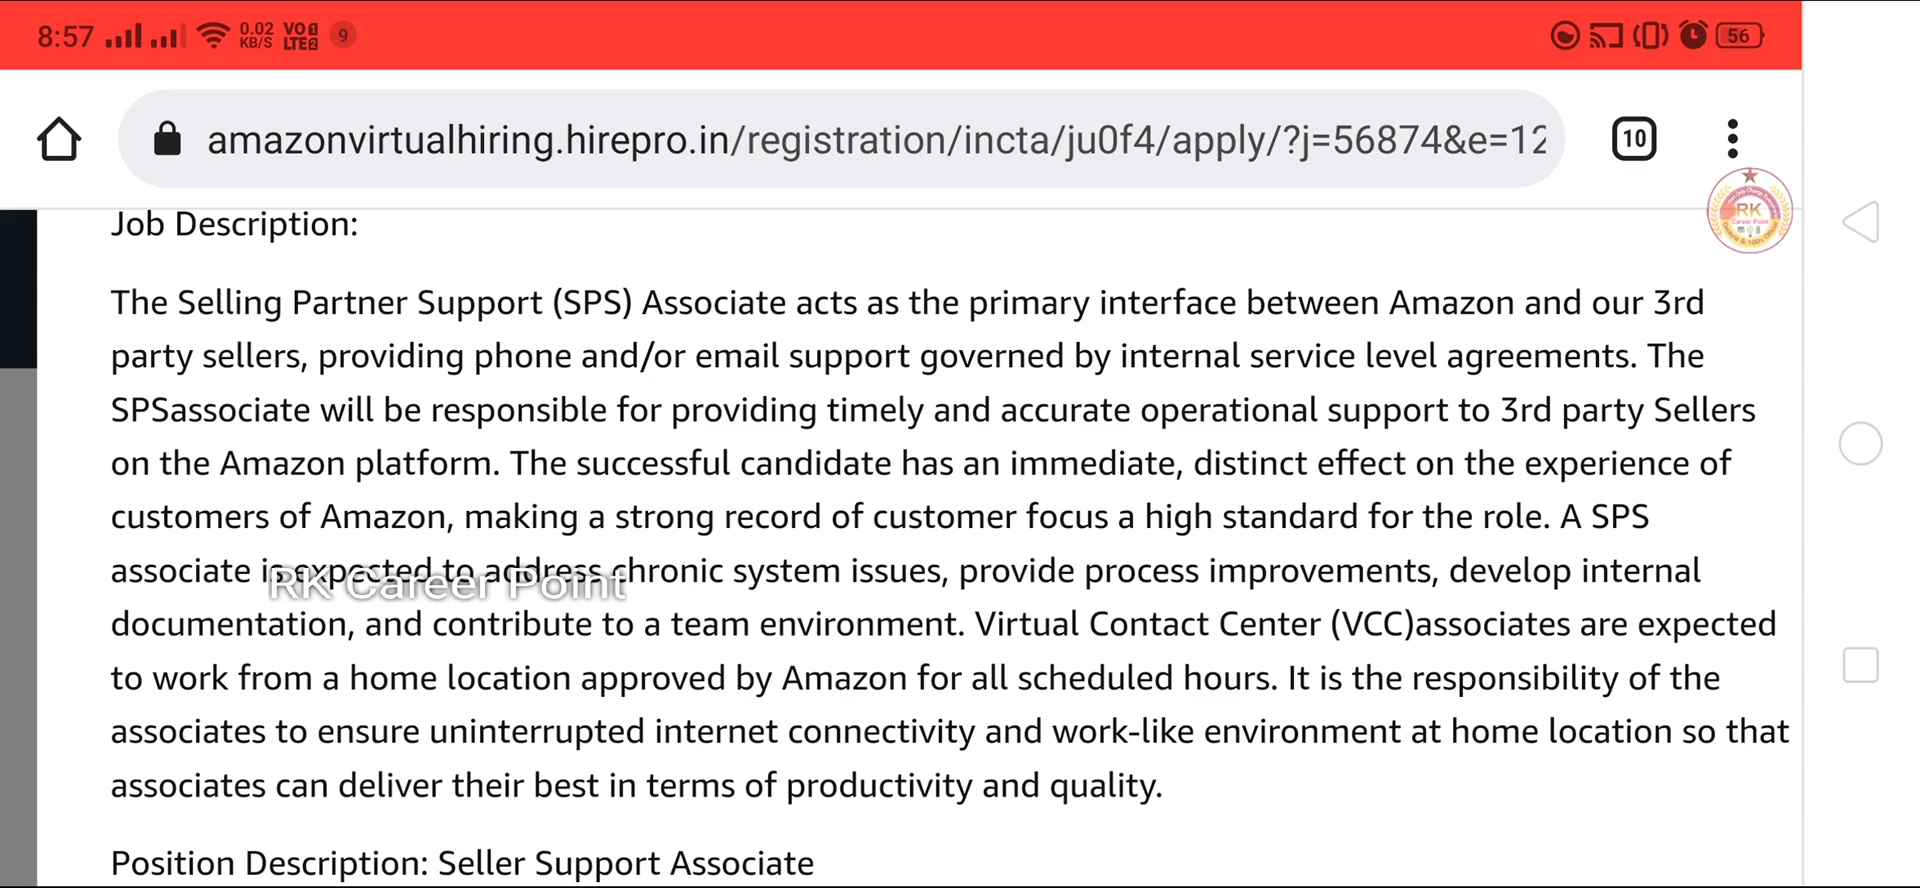 8:57 0.02 KB/S VO LTE2 9 56
amazonvirtualhiring.hirepro.in/registration/incta/ju0f4/apply/?j=56874&e=12
10
Job Description:
RK
Career Point
The Selling Partner Support (SPS) Associate acts as the primary interface between Amazon and our 3rd
party sellers, providing phone and/or email support governed by internal service level agreements. The
SPSassociate will be responsible for providing timely and accurate operational support to 3rd party Sellers
on the Amazon platform. The successful candidate has an immediate, distinct effect on the experience of
customers of Amazon, making a strong record of customer focus a high standard for the role. A SPS
associate is expected to address chronic system issues, provide process improvements, develop internal
RK Career Point
documentation, and contribute to a team environment. Virtual Contact Center (VCC)associates are expected
to work from a home location approved by Amazon for all scheduled hours. It is the responsibility of the
associates to ensure uninterrupted internet connectivity and work-like environment at home location so that
associates can deliver their best in terms of productivity and quality.
Position Description: Seller Support Associate